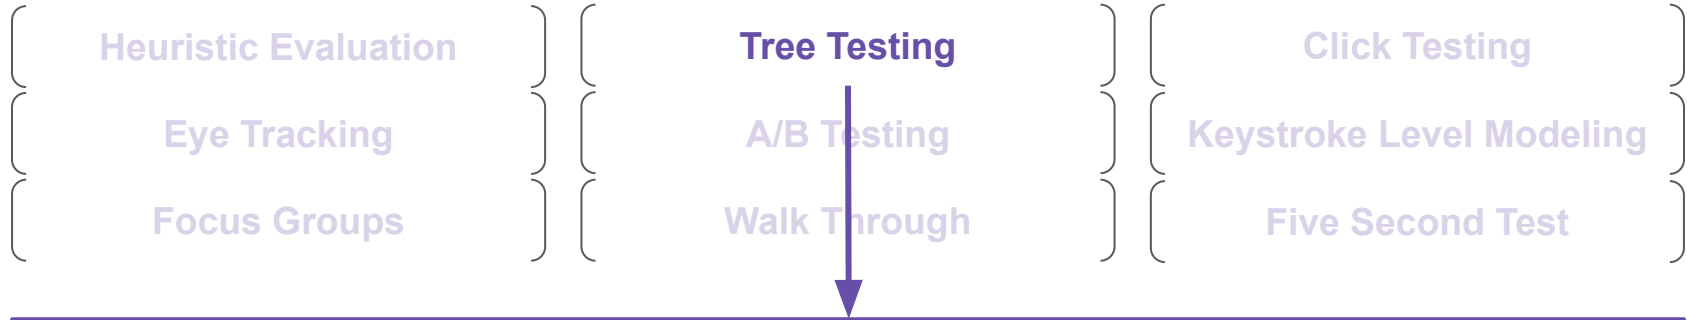 Heuristic Evaluation
Tree Testing
Click Testing
Eye Tracking
A/B Testing
Keystroke Level Modeling
Focus Groups
Walk Through
Five Second Test